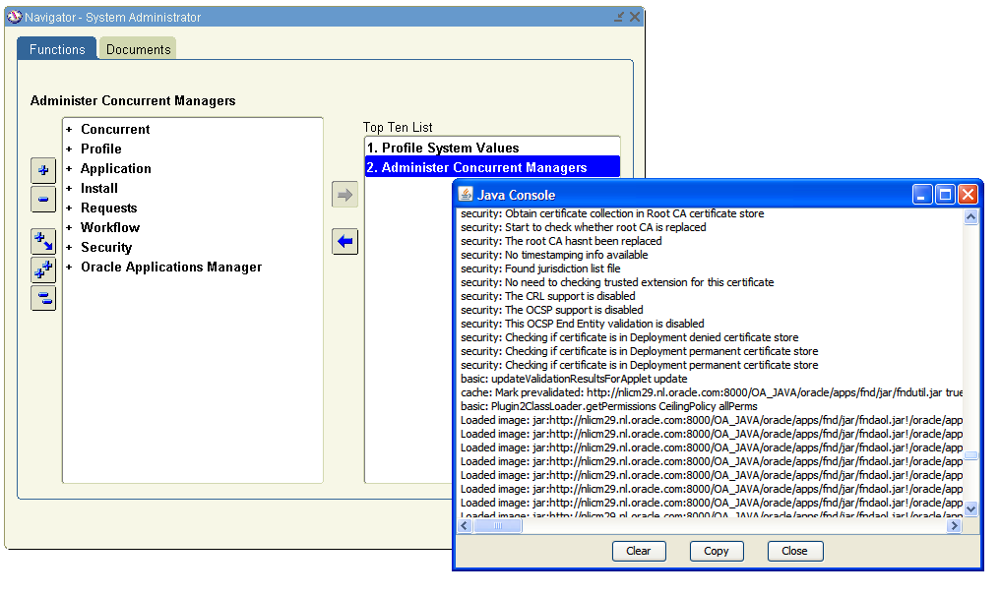 Navigator - System Administrator
Functions
Documents
Administer Concurrent Managers
+ Concurrent
+ Profile
+ Application
+ Install
+ Requests
+ Workflow
+ Security
+ Oracle Applications Manager
Top Ten List
1. Profile System Values
2. Administer Concurrent Managers
Java Console
security: Obtain certificate collection in Root CA certificate store
security: Start to check whether root CA is replaced
security: The root CA hasnt been replaced
security: No timestamping info available
security: Found jurisdiction list file
security: No need to checking trusted extension for this certificate
security: The CRL support is disabled
security: The OCSP support is disabled
security: This OCSP End Entity validation is disabled
security: Checking if certificate is in Deployment denied certificate store
security: Checking if certificate is in Deployment permanent certificate store
security: Checking if certificate is in Deployment permanent certificate store
basic: updateValidationResultsForApplet update
cache: Mark prevalidated: http://nlicm29.nl.oracle.com:8000/OA_JAVA/oracle/apps/fnd/jar/fndutil.jar true
basic: Plugin2ClassLoader.getPermissions CeilingPolicy allPerms
Loaded image: jar:http://nlicm29.nl.oracle.com:8000/OA_JAVA/oracle/apps/fnd/jar/fndaol.jar!/oracle/app
Loaded image: jar:http://nlicm29.nl.oracle.com:8000/OA_JAVA/oracle/apps/fnd/jar/fndaol.jar!/oracle/app
Loaded image: jar:http://nlicm29.nl.oracle.com:8000/OA_JAVA/oracle/apps/fnd/jar/fndaol.jar!/oracle/app
Loaded image: jar:http://nlicm29.nl.oracle.com:8000/OA_JAVA/oracle/apps/fnd/jar/fndaol.jar!/oracle/app
Loaded image: jar:http://nlicm29.nl.oracle.com:8000/OA_JAVA/oracle/apps/fnd/jar/fndaol.jar!/oracle/app
Loaded image: jar:http://nlicm29.nl.oracle.com:8000/OA_JAVA/oracle/apps/fnd/jar/fndaol.jar!/oracle/app
Loaded image: jar:http://nlicm29.nl.oracle.com:8000/OA_JAVA/oracle/apps/fnd/jar/fndaol.jar!/oracle/app
Loaded image: jar:http://nlicm29.nl.oracle.com:8000/OA_JAVA/oracle/apps/fnd/jar/fndaol.jar!/oracle/app
Clear
Copy
Close